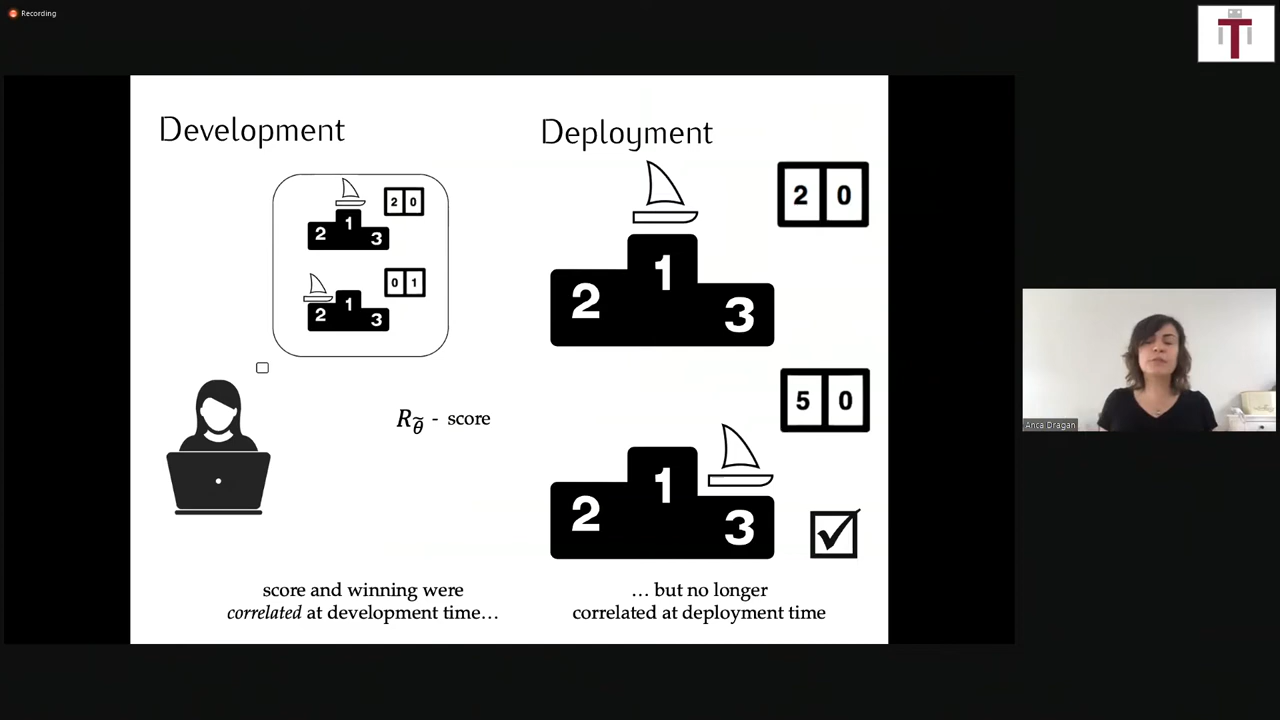 Recording
T
Development
Deployment
2 0
1
2
3
0 1
1
2
3
2 0
1
2
3
R_θ̃ - score
5 0
1
2
3
score and winning were
correlated at development time…
… but no longer
correlated at deployment time
Anca Dragan